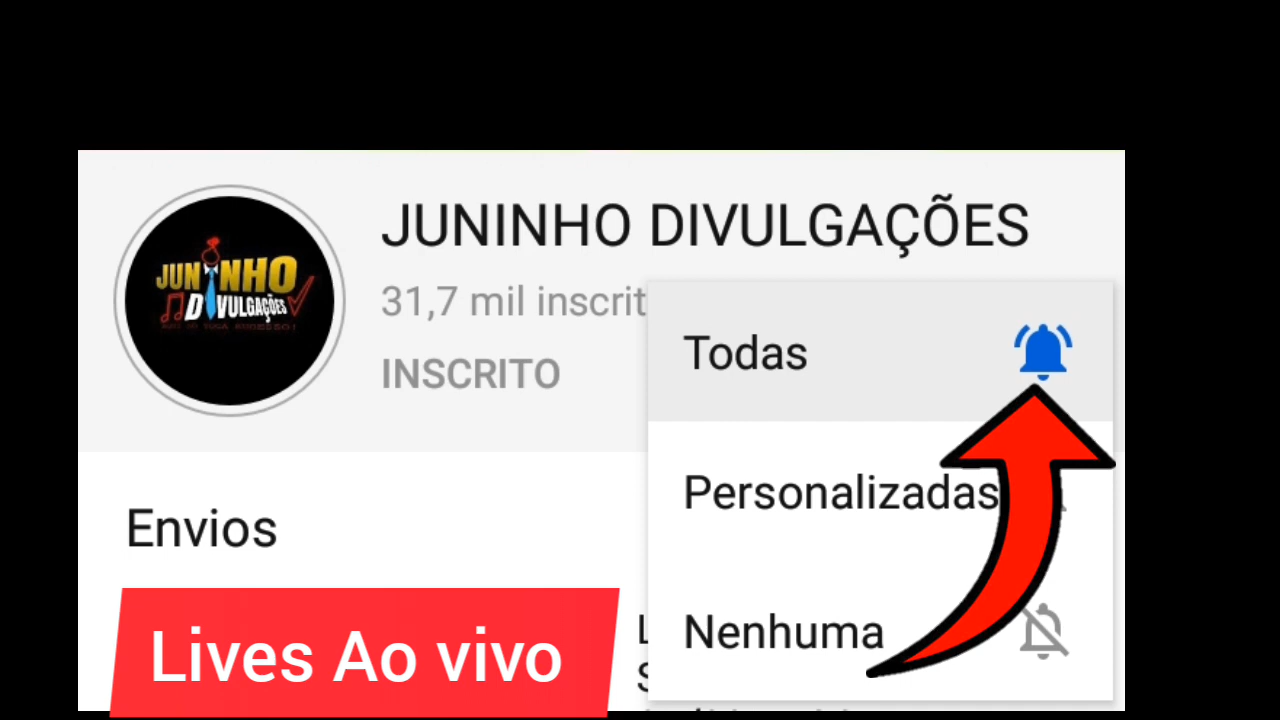 JUNINHO DIVULGAÇÕES
JUNINHO
DIVULGAÇÕES
31,7 mil inscrit
INSCRITO
Todas
Personalizadas
Nenhuma
Envios
Lives Ao vivo